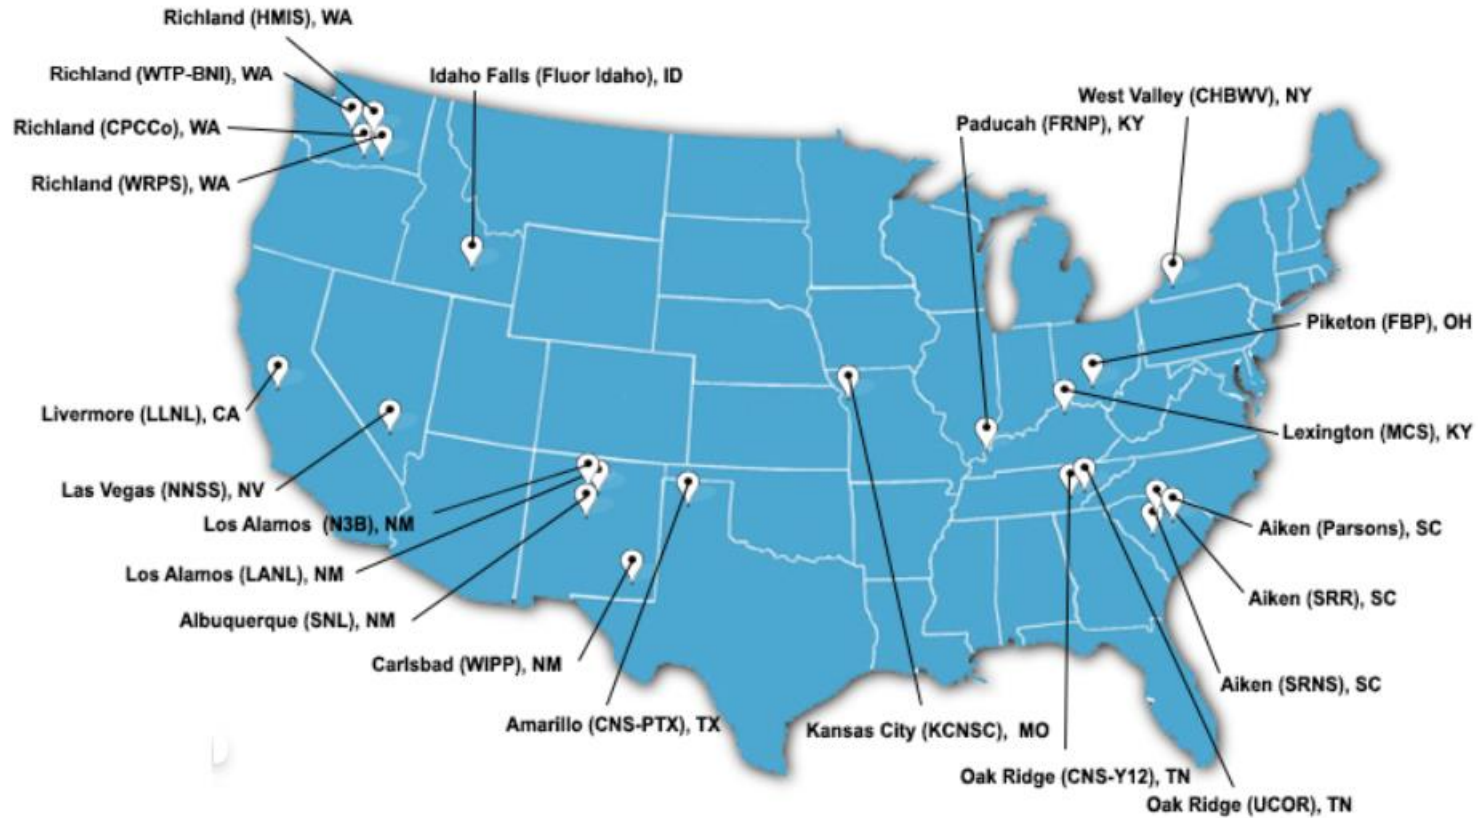 Richland (HMIS), WA
Richland (WTP-BNI), WA
Idaho Falls (Fluor Idaho), ID
West Valley (CHBWV), NY
Richland (CPCCo), WA
Paducah (FRNP), KY
Richland (WRPS), WA
Piketon (FBP), OH
Livermore (LLNL), CA
Lexington (MCS), KY
Las Vegas (NNSS), NV
Los Alamos (N3B), NM
Aiken (Parsons), SC
Los Alamos (LANL), NM
Aiken (SRR), SC
Albuquerque (SNL), NM
Carlsbad (WIPP), NM
Aiken (SRNS), SC
Amarillo (CNS-PTX), TX
Kansas City (KCNSC), MO
Oak Ridge (CNS-Y12), TN
Oak Ridge (UCOR), TN